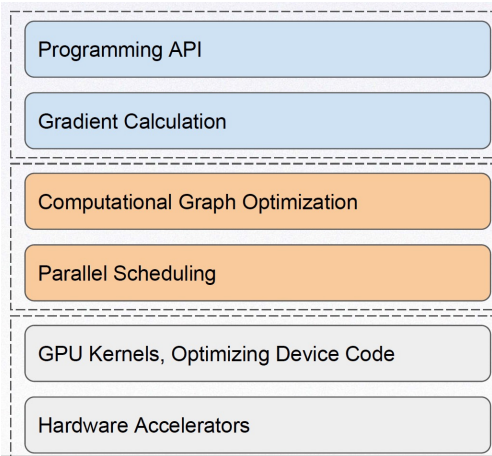 Programming API
Gradient Calculation
Computational Graph Optimization
Parallel Scheduling
GPU Kernels, Optimizing Device Code
Hardware Accelerators